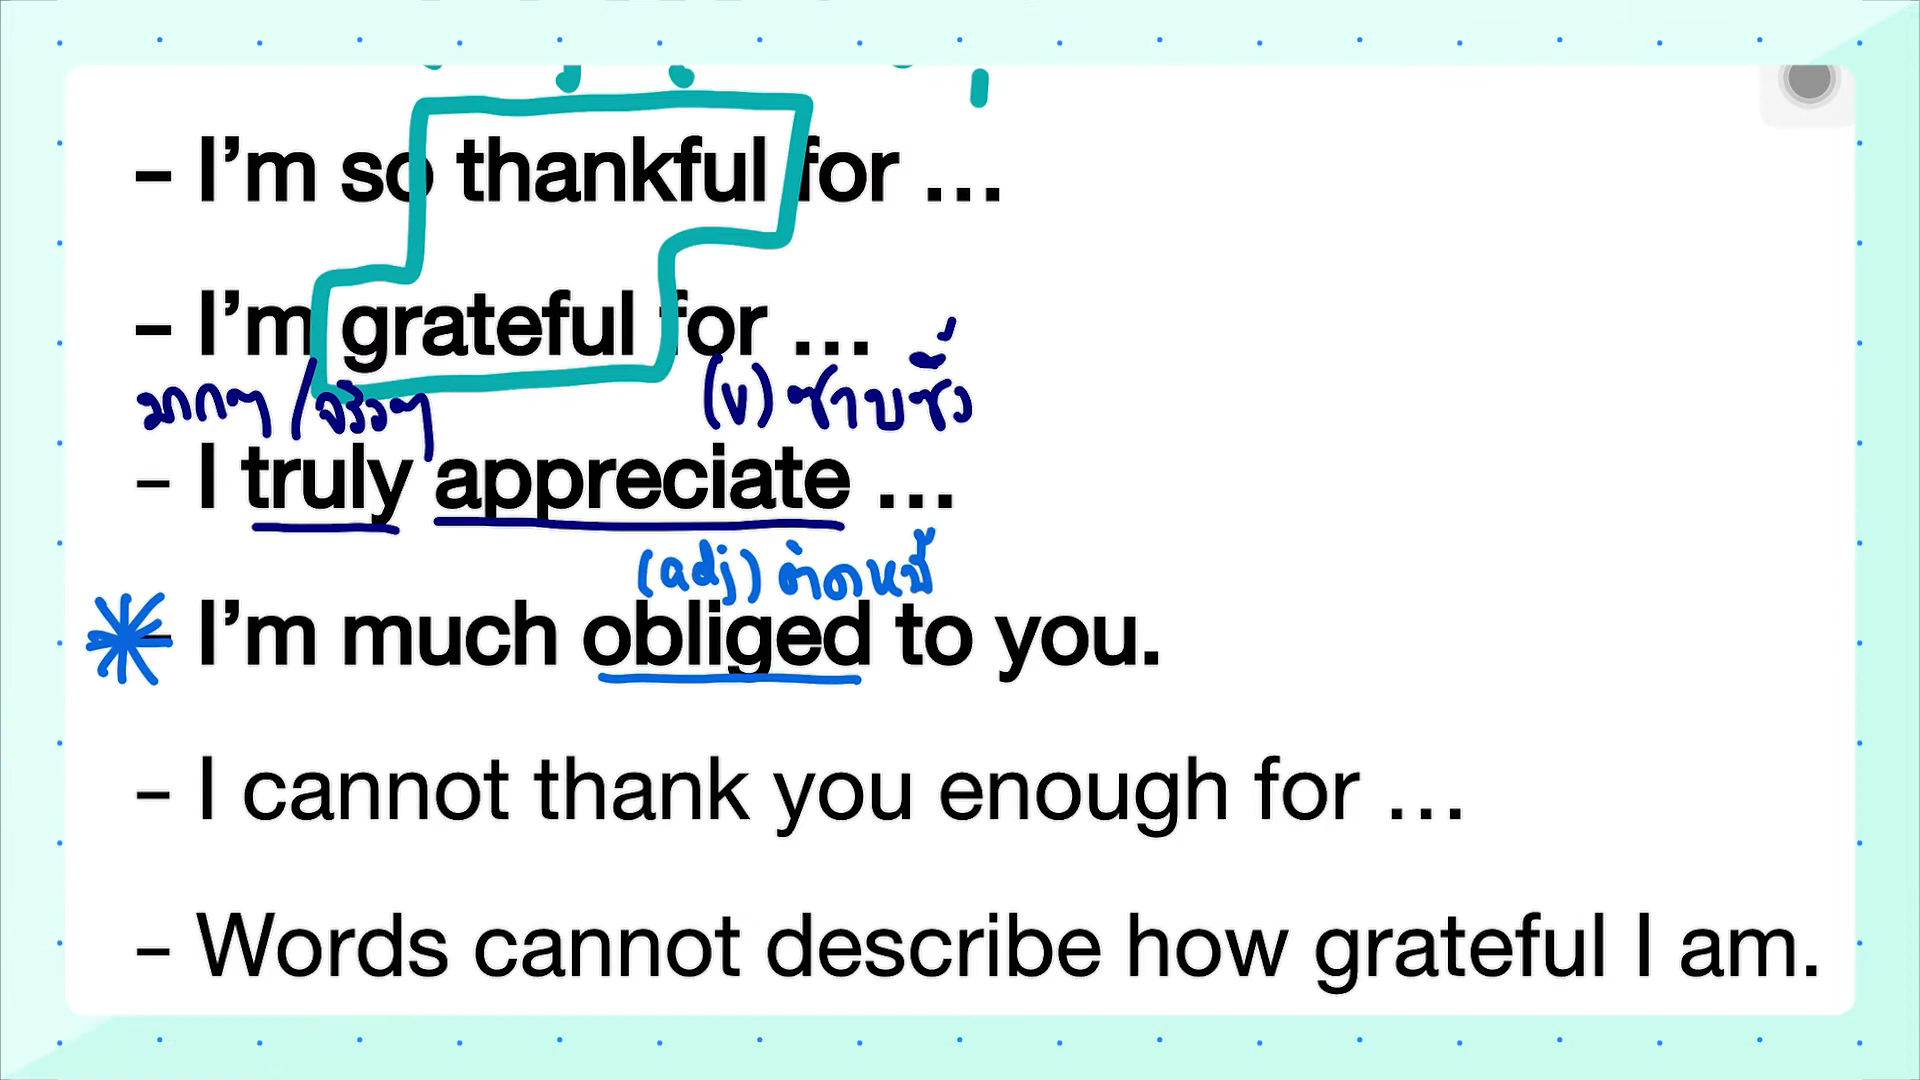 – I’m so thankful for …
– I’m grateful for …
มากๆ / จริงๆ (v) ซาบซึ้ง
– I truly appreciate …
(adj) ติดหนี้
– I’m much obliged to you.
– I cannot thank you enough for …
– Words cannot describe how grateful I am.